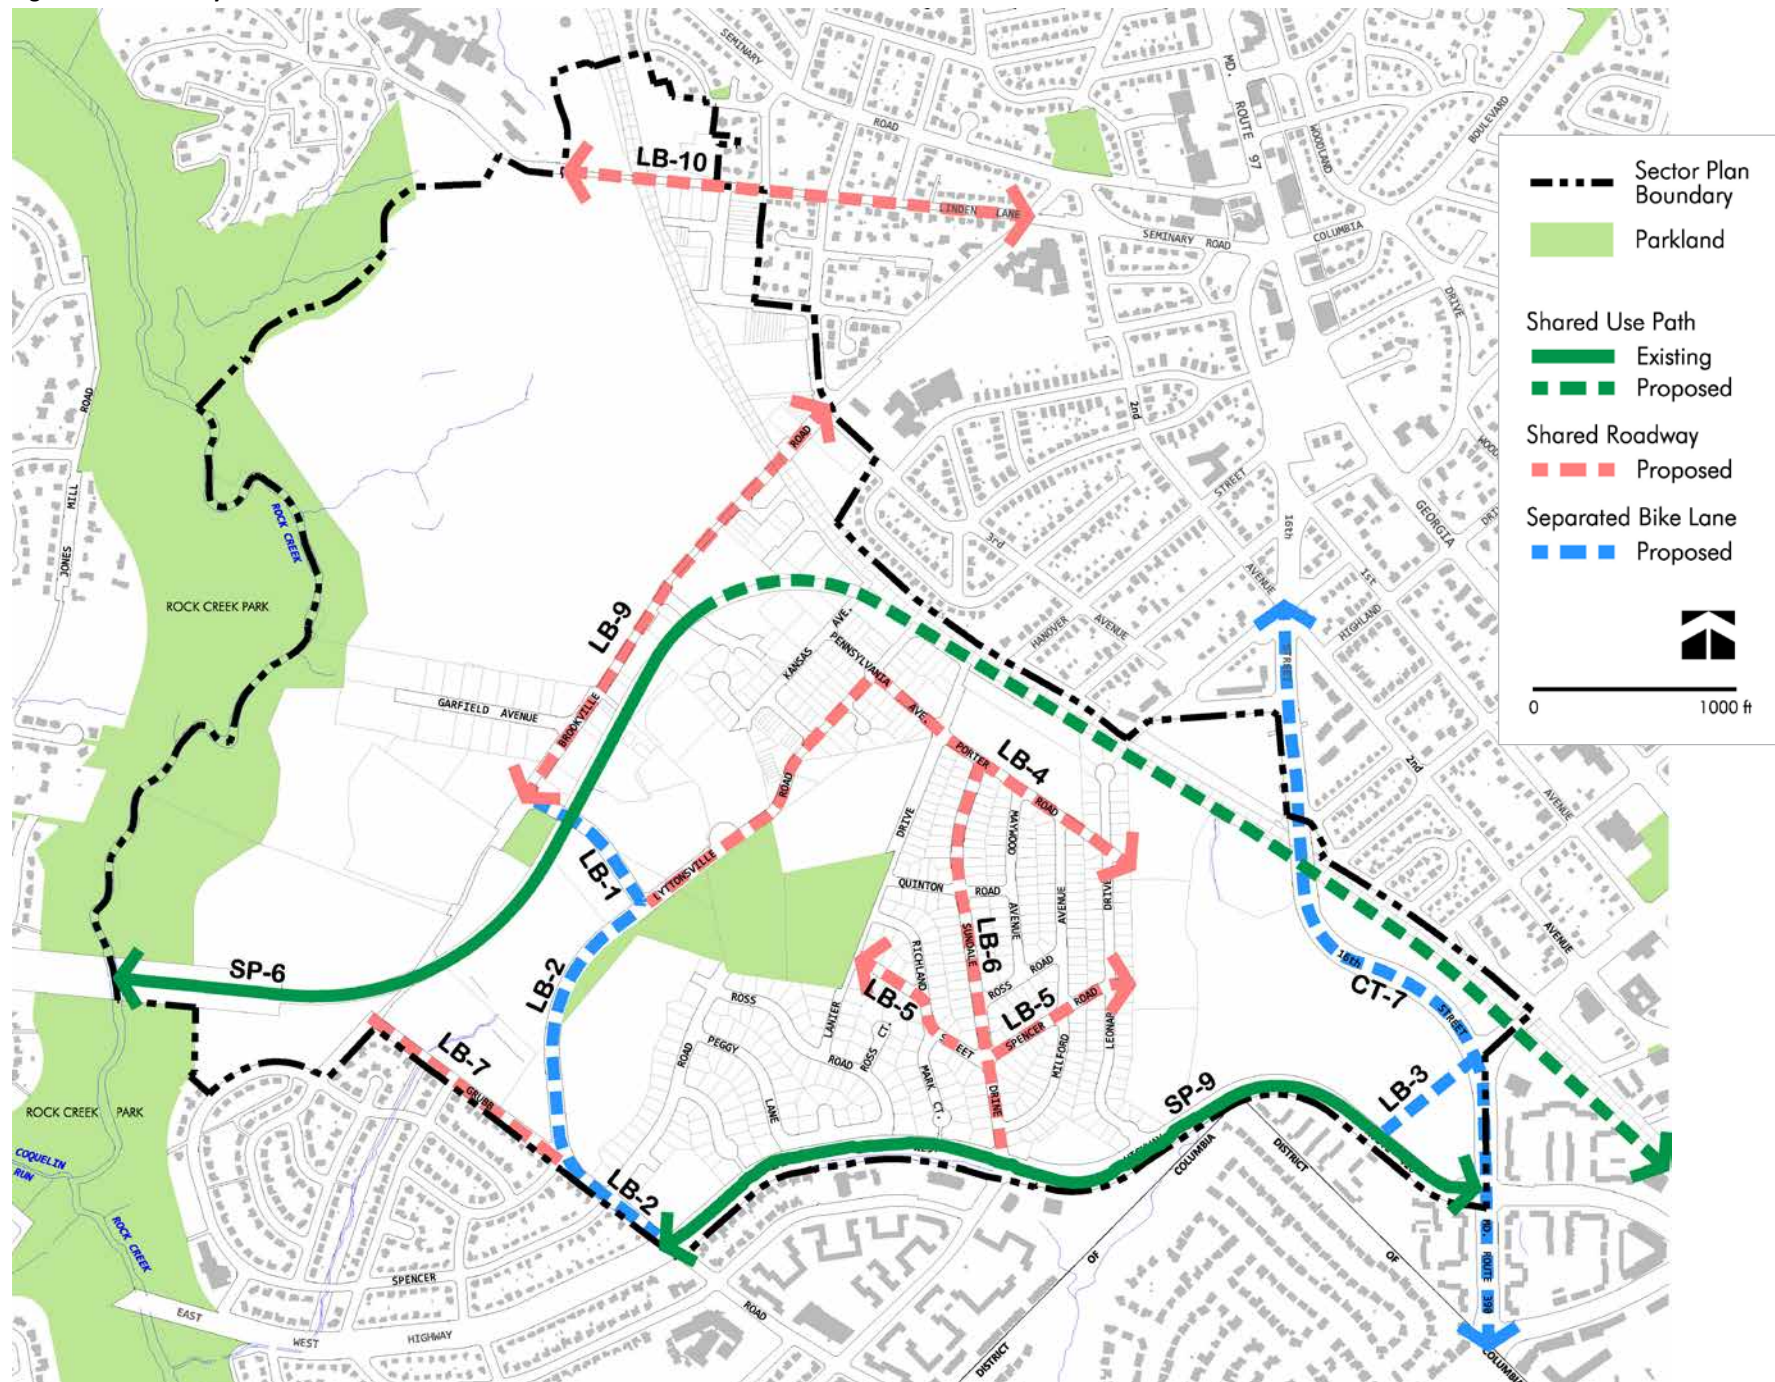 SEMINARY
ROAD
MD.
ROUTE 97
WOODLAND
BOULEVARD
LB-10
LINDEN LANE
SEMINARY ROAD
COLUMBIA
DRIVE
Sector Plan
Boundary
Parkland
Shared Use Path
Existing
Proposed
Shared Roadway
Proposed
Separated Bike Lane
Proposed
0
1000 ft
ROAD
MILL
JONES
ROCK CREEK
ROCK CREEK PARK
ROAD
2nd
STREET
3rd
16th
AVENUE
STREET
GEORGIA
1st
HIGHLAND
HANOVER
AVENUE
2nd
AVENUE
AVENUE
LB-9
BROOKVILLE
GARFIELD AVENUE
KANSAS
AVE.
PENNSYLVANIA
AVE.
PORTER
LB-4
ROAD
ROAD
LYTTONSVILLE
LB-1
DRIVE
MAYWOOD
AVENUE
QUINTON
ROAD
AVENUE
DRIVE
RICHLAND
SUNDALE
LB-6
ROSS
ROAD
LB-5
LB-5
SPENCER
ROAD
SP-6
LB-2
ROSS
LANIER
ROAD
PEGGY
ROAD
LANE
ROSS CT.
MARK
CT.
MILFORD
DRINE
16th
CT-7
STREET
LB-7
GRUBB
LB-2
SP-9
LB-3
COLUMBIA
DISTRICT
OF
OF
DISTRICT
MD.
ROUTE
390
ROCK CREEK PARK
COQUELIN
RUN
ROCK CREEK
SPENCER
EAST
WEST
HIGHWAY
ROAD